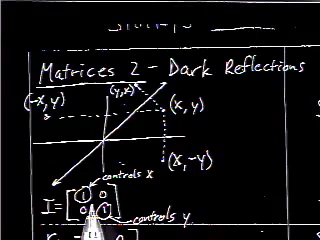 Matrices 2 - Dark Reflections
(-x, y) (y, x) (x, y)
(x, -y)
controls x
I = [1 0
0 1]
controls y